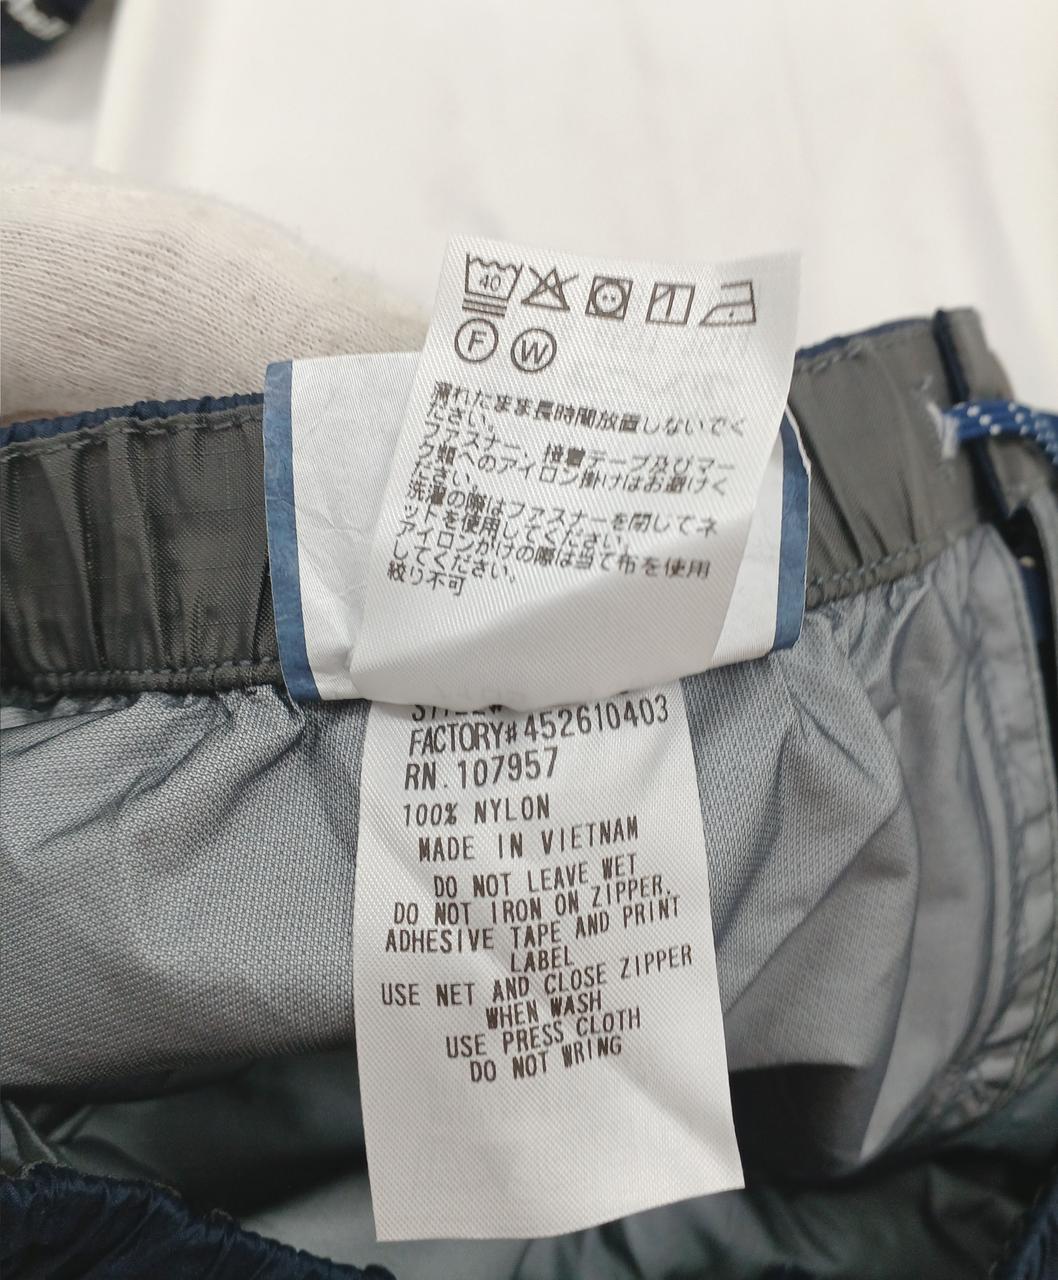 40
F W
濡れたまま長時間放置しないでく
ださい。
ファスナー、接着テープ及びマー
ク類へのアイロン掛けはお避けく
ださい。
洗濯の際はファスナーを閉じてネ
ットを使用してください。
アイロンがけの際は当て布を使用
してください。
絞り不可
FACTORY# 452610403
RN. 107957
100% NYLON
MADE IN VIETNAM
DO NOT LEAVE WET
DO NOT IRON ON ZIPPER,
ADHESIVE TAPE AND PRINT
LABEL
USE NET AND CLOSE ZIPPER
WHEN WASH
USE PRESS CLOTH
DO NOT WRING